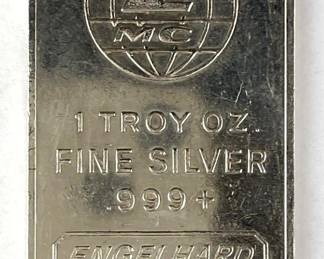 MC
1 TROY OZ.
FINE SILVER
.999+
ENGELHARD